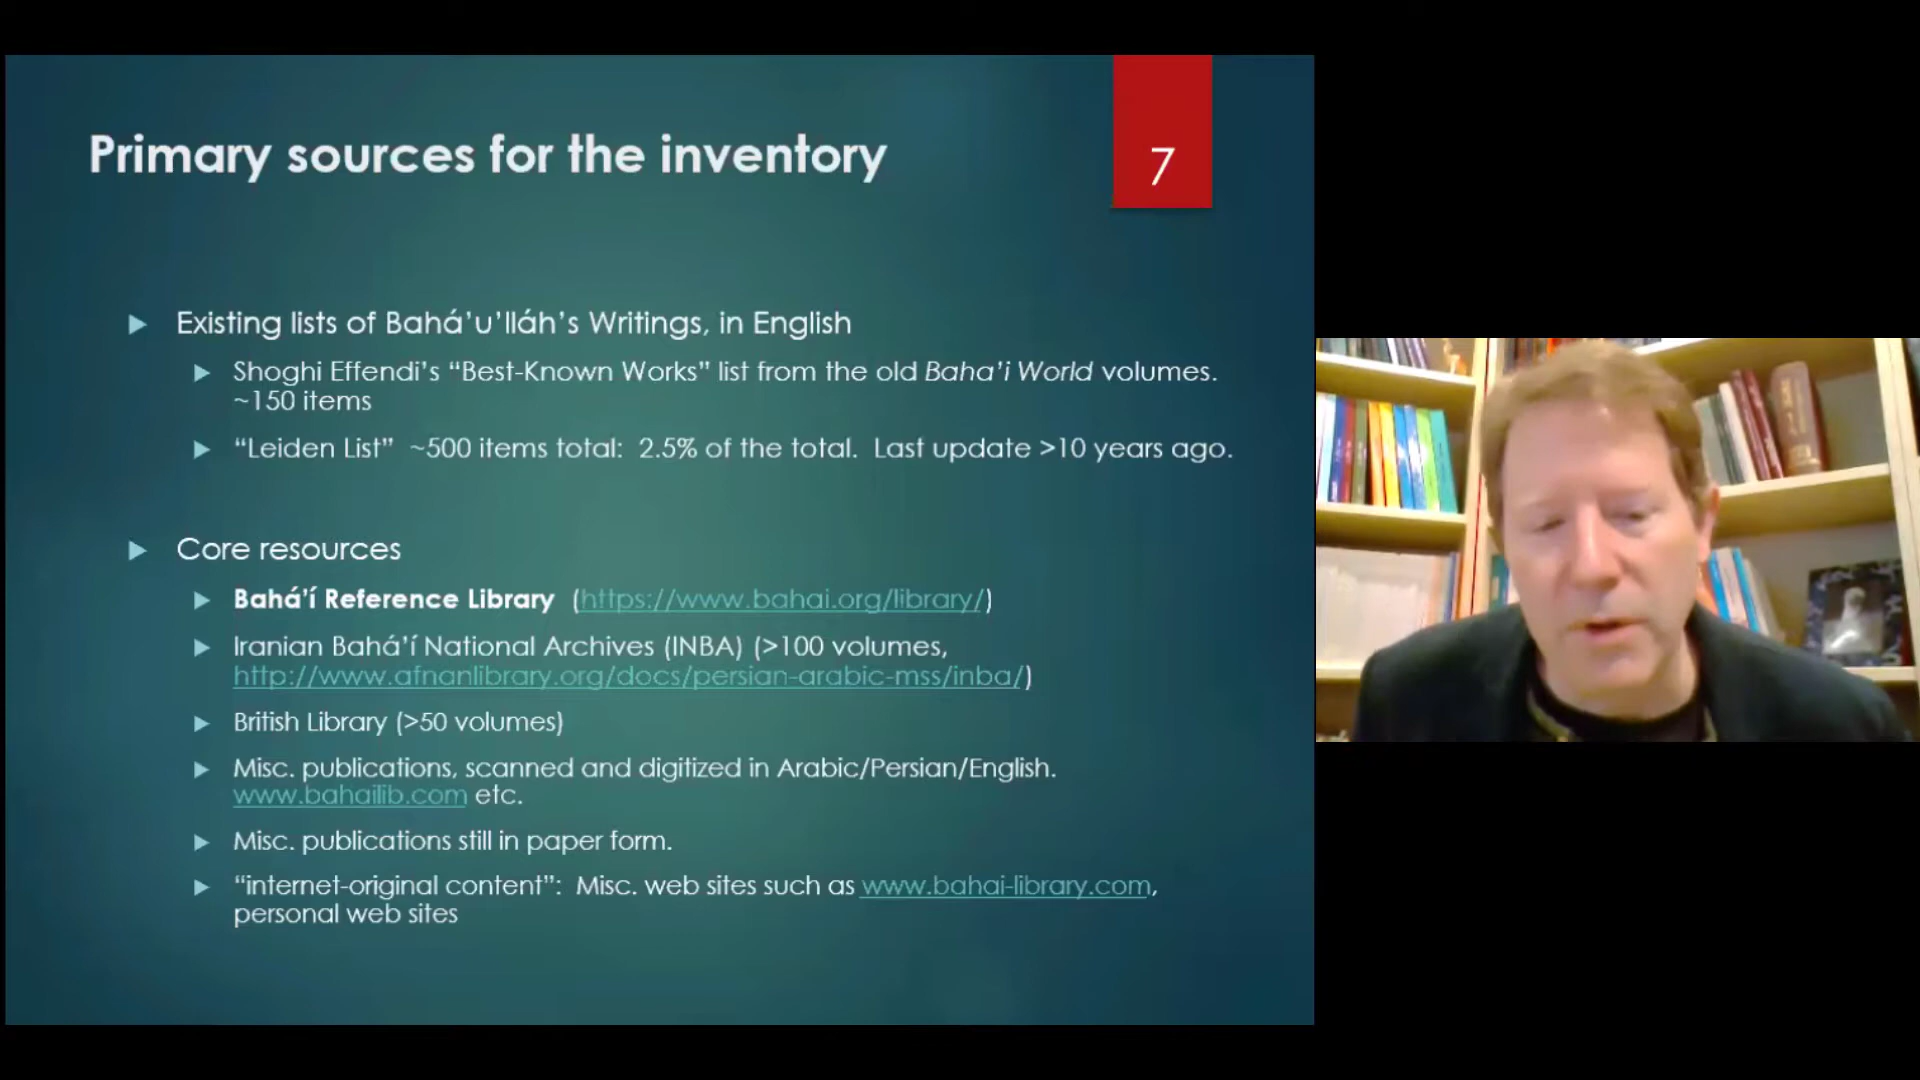 Primary sources for the inventory
7
Existing lists of Bahá’u’lláh’s Writings, in English
Shoghi Effendi’s “Best-Known Works” list from the old Baha’i World volumes.
~150 items
“Leiden List”  ~500 items total:  2.5% of the total.  Last update >10 years ago.
Core resources
Bahá’í Reference Library  (https://www.bahai.org/library/)
Iranian Bahá’í National Archives (INBA) (>100 volumes,
http://www.afnanlibrary.org/docs/persian-arabic-mss/inba/)
British Library (>50 volumes)
Misc. publications, scanned and digitized in Arabic/Persian/English.
www.bahailib.com etc.
Misc. publications still in paper form.
“internet-original content”:  Misc. web sites such as www.bahai-library.com,
personal web sites